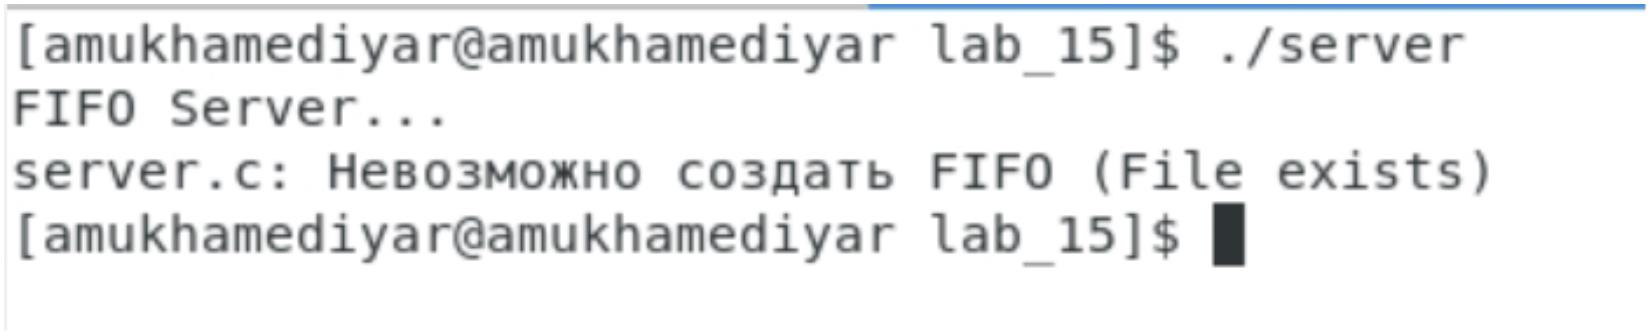 [amukhamediyar@amukhamediyar lab_15]$ ./server
FIFO Server...
server.c: Невозможно создать FIFO (File exists)
[amukhamediyar@amukhamediyar lab_15]$